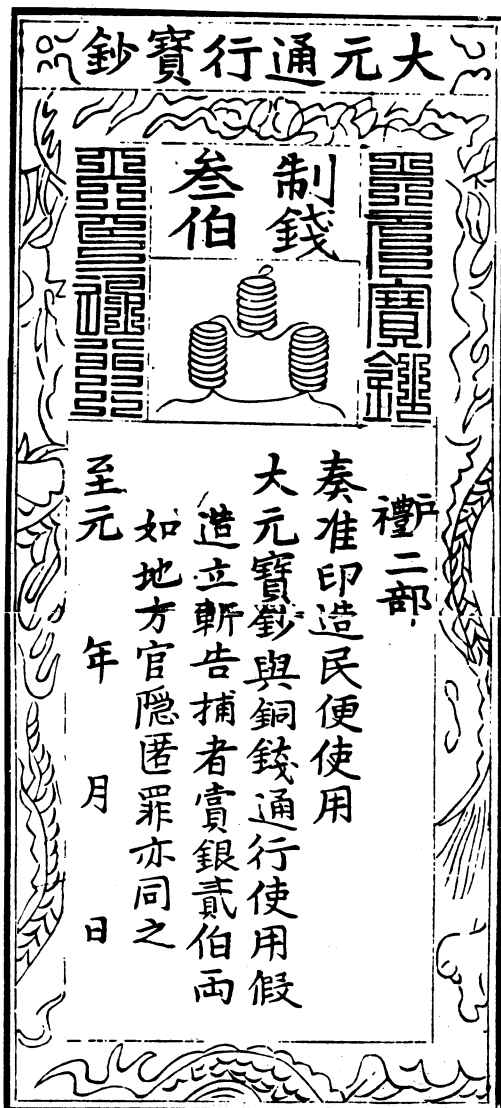 大元通行寶鈔
制錢
叁伯
戶禮二部
奏准印造民便使用
大元寶鈔與銅錢通行使用假
造立斬告捕者賞銀貳伯両
如地方官隐匿罪亦同之
至元 年 月 日